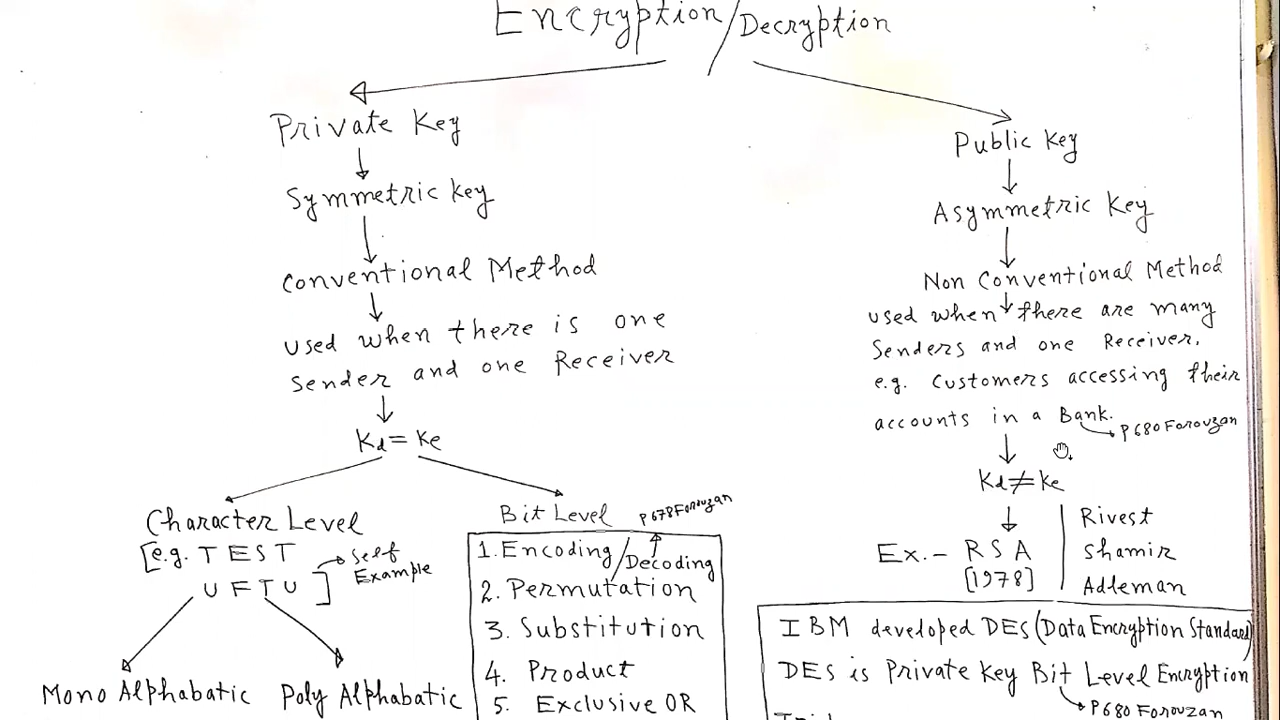 Encryption/Decryption
Private Key
Symmetric Key
Conventional Method
used when there is one
Sender and one Receiver
Kd = Ke
Character Level
[e.g. T E S T
U F T U]
Self
Example
Mono Alphabatic
Poly Alphabatic
Bit Level
P 678 Forouzan
1. Encoding/Decoding
2. Permutation
3. Substitution
4. Product
5. Exclusive OR
Public Key
Asymmetric Key
Non Conventional Method
used when there are many
Senders and one Receiver.
e.g. Customers accessing their
accounts in a Bank.
P 680 Forouzan
Kd ≠ Ke
Ex.- R S A
[1978]
Rivest
Shamir
Adleman
IBM developed DES (Data Encryption Standard)
DES is Private Key Bit Level Encryption
P 680 Forouzan